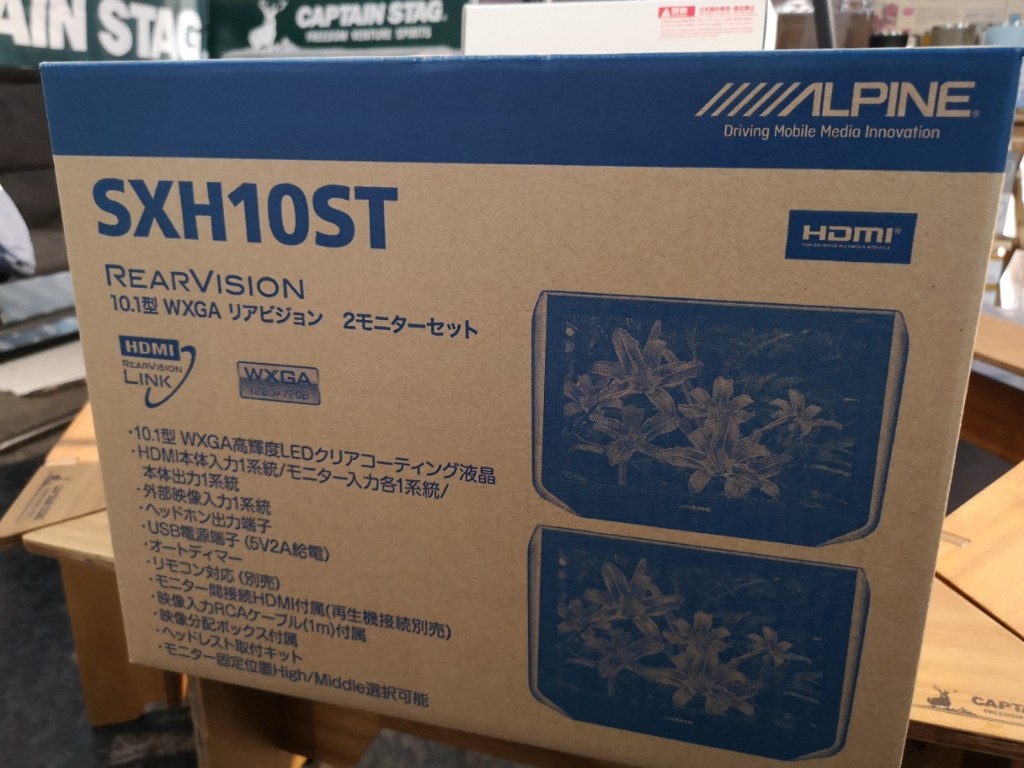 AIN STAG
CAPTAIN STAG
FREEDOM VENTURE SPIRITS
警告
ALPINE
Driving Mobile Media Innovation
SXH10ST
HDMI
REARVISION
10.1型 WXGA リアビジョン 2モニターセット
HDMI
REARVISION
LINK
WXGA
1280×720p
・10.1型 WXGA高輝度LEDクリアコーティング液晶
・HDMI本体入力1系統/モニター入力各1系統/
本体出力1系統
・外部映像入力1系統
・ヘッドホン出力端子
・USB電源端子 (5V2A給電)
・オートディマー
・リモコン対応 (別売)
・モニター間接続HDMI付属(再生機接続別売)
・映像入力RCAケーブル(1m)付属
・映像分配ボックス付属
・ヘッドレスト取付キット
・モニター固定位置High/Middle選択可能
ALPINE
ALPINE
CAPT
FREEDOM